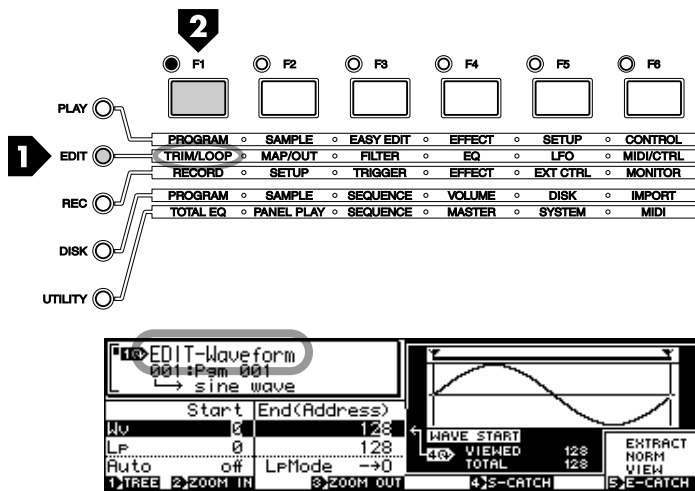 2
F1 F2 F3 F4 F5 F6
PLAY
PROGRAM SAMPLE EASY EDIT EFFECT SETUP CONTROL
1 EDIT
TRIM/LOOP MAP/OUT FILTER EQ LFO MIDI/CTRL
RECORD SETUP TRIGGER EFFECT EXT CTRL MONITOR
REC
PROGRAM SAMPLE SEQUENCE VOLUME DISK IMPORT
TOTAL EQ PANEL PLAY SEQUENCE MASTER SYSTEM MIDI
DISK
UTILITY
1 EDIT-Waveform
001:Pgm 001
sine wave
Start End(Address)
Wv 0 128
Lp 0 128
Auto off LpMode →O
WAVE START
4 VIEWED 128
TOTAL 128
EXTRACT
NORM
VIEW
1 TREE 2 ZOOM IN 3 ZOOM OUT 4 S-CATCH 5 E-CATCH